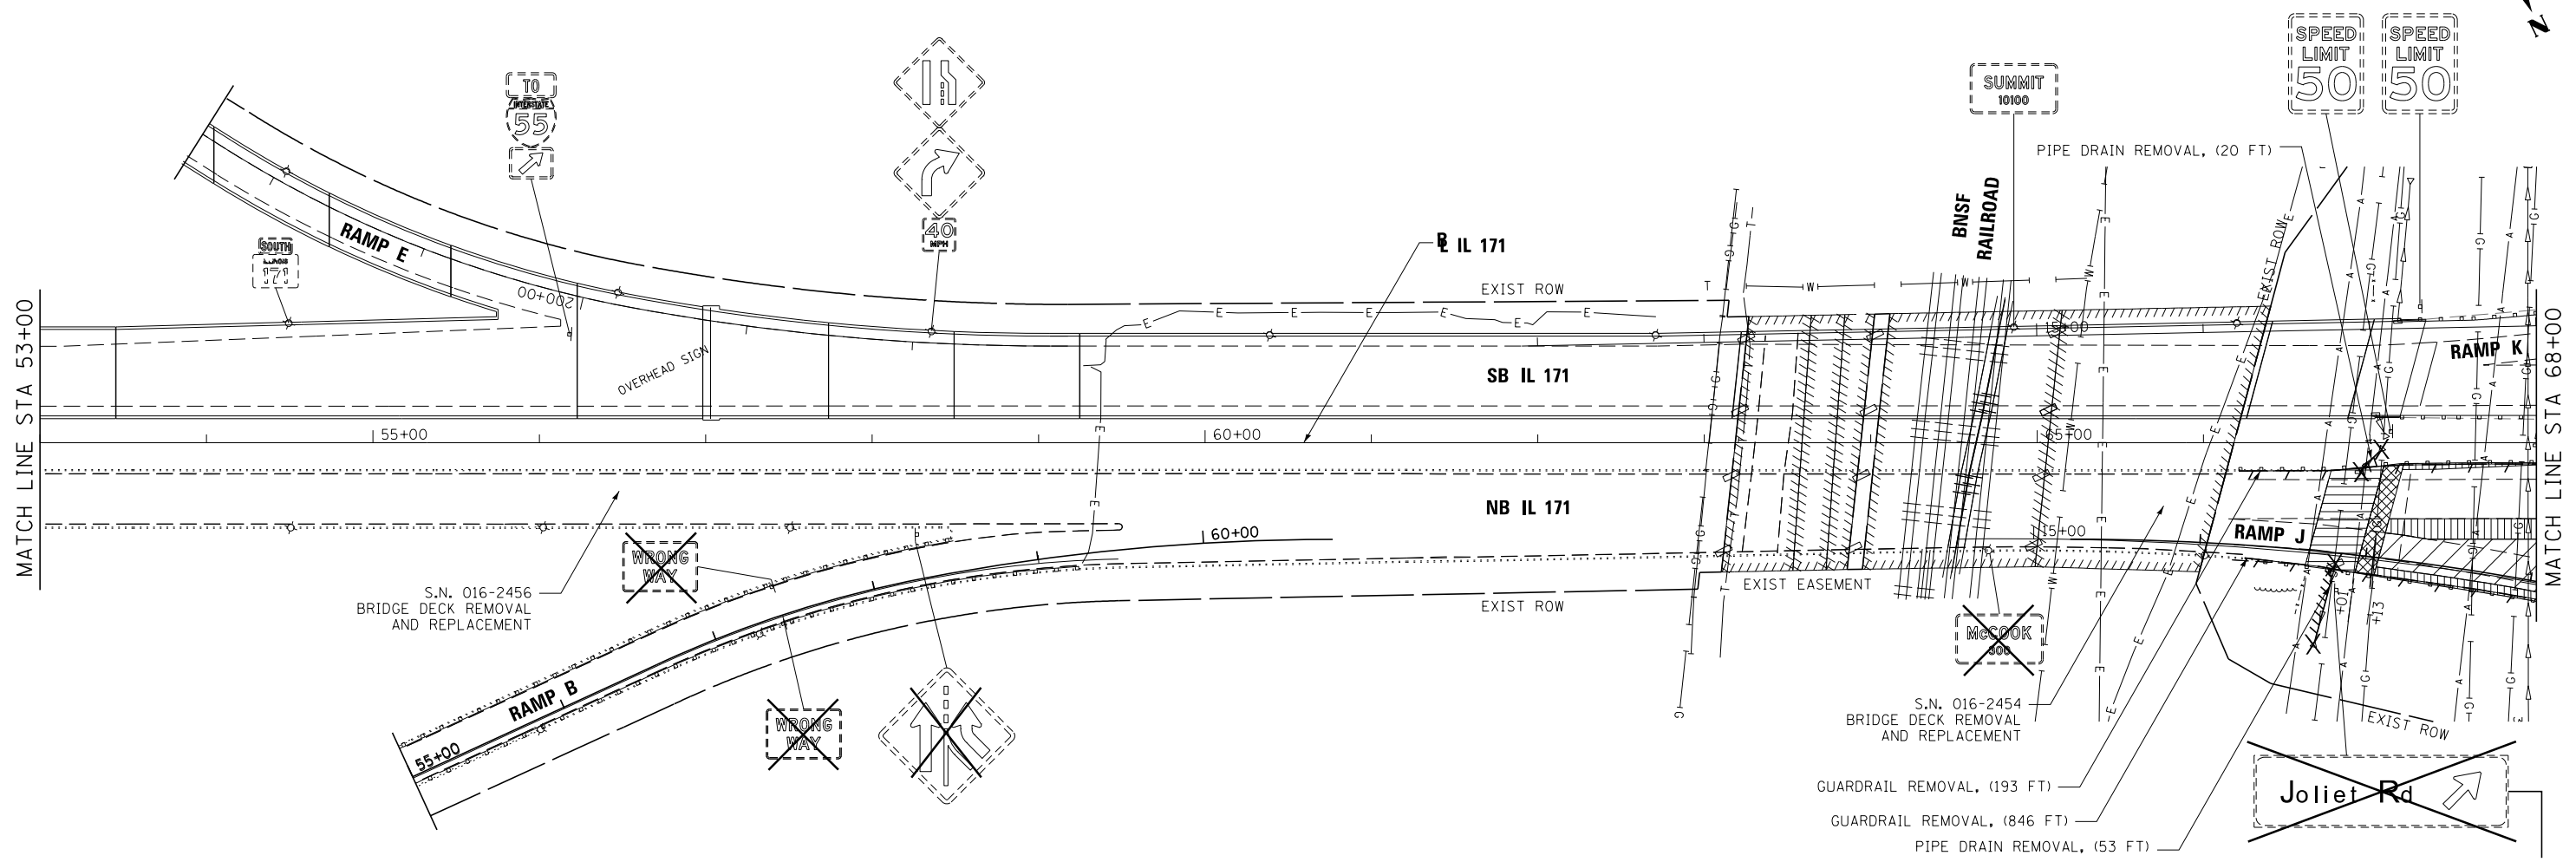 N
SPEED
LIMIT
50
SPEED
LIMIT
50
TO
INTERSTATE
55
SUMMIT
10100
PIPE DRAIN REMOVAL, (20 FT)
40
MPH
RAMP E
SOUTH
ILLINOIS
171
200+00
OVERHEAD SIGN
℄ IL 171
EXIST ROW
BNSF
RAILROAD
EXIST ROW
15+00
RAMP K
SB IL 171
MATCH LINE STA 53+00
MATCH LINE STA 68+00
55+00
60+00
65+00
NB IL 171
60+00
15+00
RAMP J
WRONG
WAY
S.N. 016-2456
BRIDGE DECK REMOVAL
AND REPLACEMENT
EXIST EASEMENT
EXIST ROW
+01
+13
McCOOK
300
RAMP B
55+00
WRONG
WAY
S.N. 016-2454
BRIDGE DECK REMOVAL
AND REPLACEMENT
EXIST ROW
GUARDRAIL REMOVAL, (193 FT)
GUARDRAIL REMOVAL, (846 FT)
PIPE DRAIN REMOVAL, (53 FT)
Joliet Rd